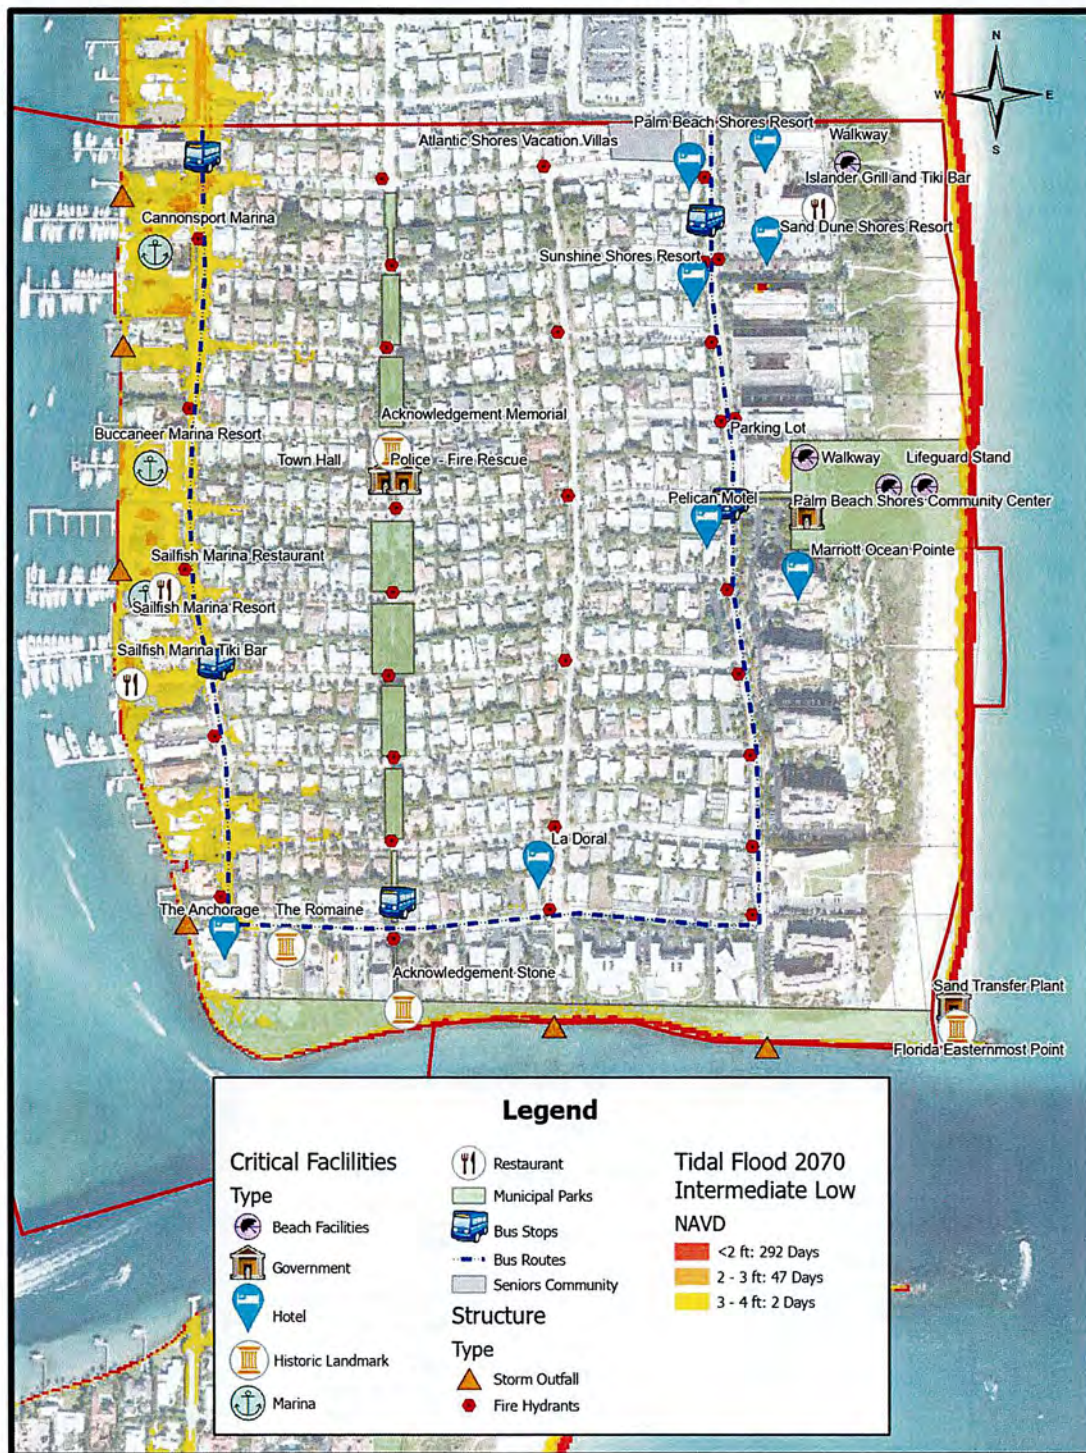 N
W E
S
Palm Beach Shores Resort
Atlantic Shores Vacation Villas
Walkway
Islander Grill and Tiki Bar
Cannonsport Marina
Sand Dune Shores Resort
Sunshine Shores Resort
Acknowledgement Memorial
Parking Lot
Buccaneer Marina Resort
Town Hall
Police - Fire Rescue
Walkway
Lifeguard Stand
Pelican Motel
Palm Beach Shores Community Center
Sailfish Marina Restaurant
Marriott Ocean Pointe
Sailfish Marina Resort
Sailfish Marina Tiki Bar
La Doral
The Anchorage
The Romaine
Acknowledgement Stone
Sand Transfer Plant
Florida Easternmost Point
Legend
Critical Faclilities
Type
Beach Facilities
Government
Hotel
Historic Landmark
Marina
Restaurant
Municipal Parks
Bus Stops
Bus Routes
Seniors Community
Structure
Type
Storm Outfall
Fire Hydrants
Tidal Flood 2070
Intermediate Low
NAVD
<2 ft: 292 Days
2 - 3 ft: 47 Days
3 - 4 ft: 2 Days